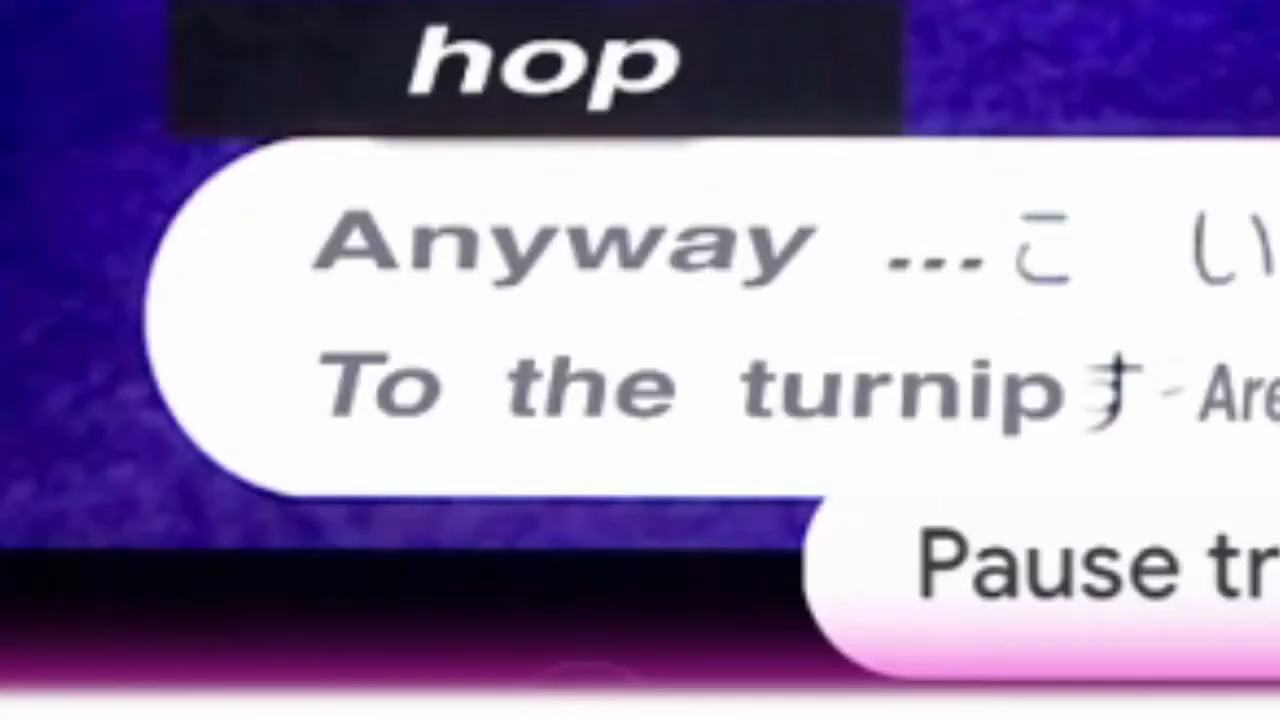 hop
Anyway ---こ い
To the turnipす - Are
Pause tr